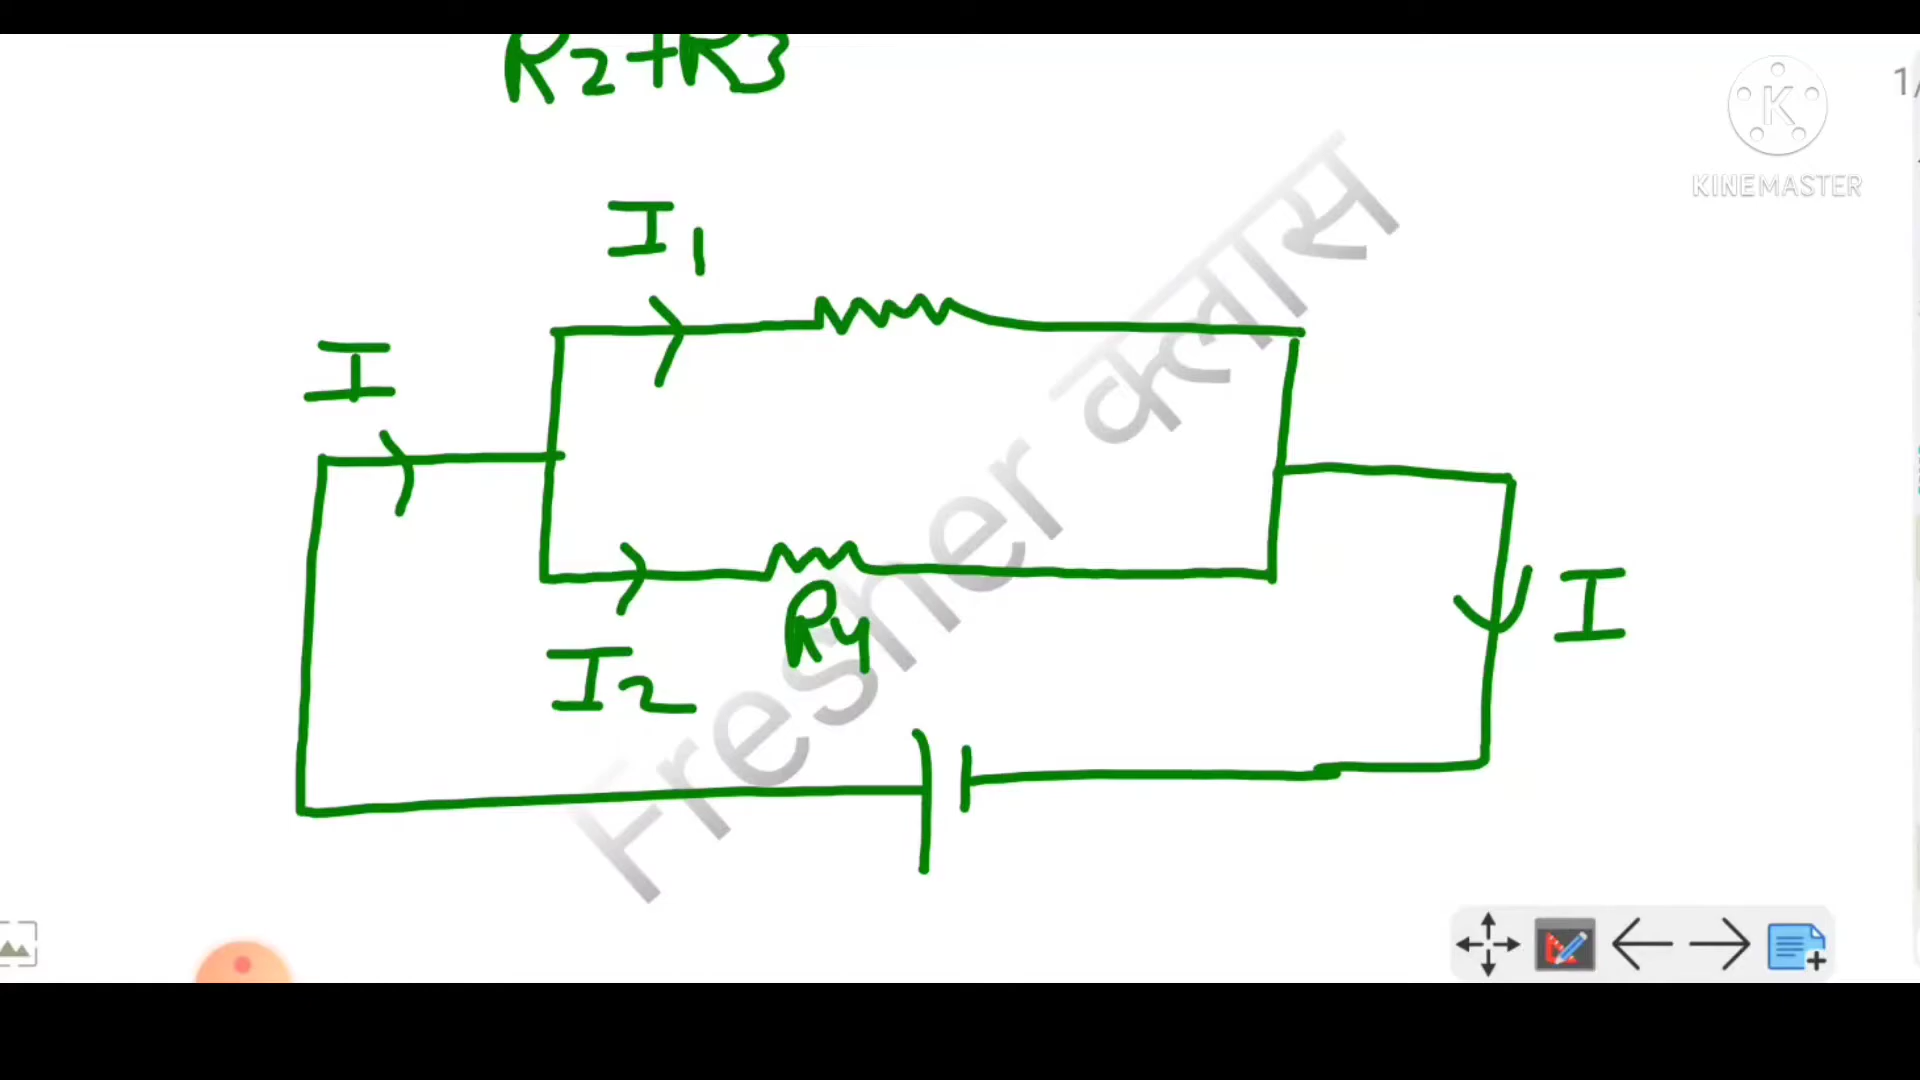 R2+R3
1/
K
KINEMASTER
I1
I
I
R4
I2
Fresher क्लास